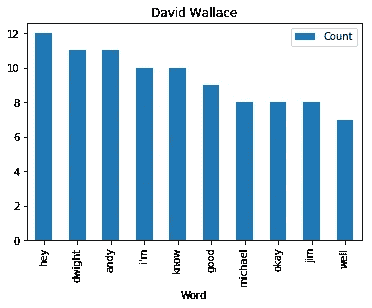 David Wallace
Count
12
10
8
6
4
2
0
hey
dwight
andy
i'm
know
good
michael
okay
jim
well
Word